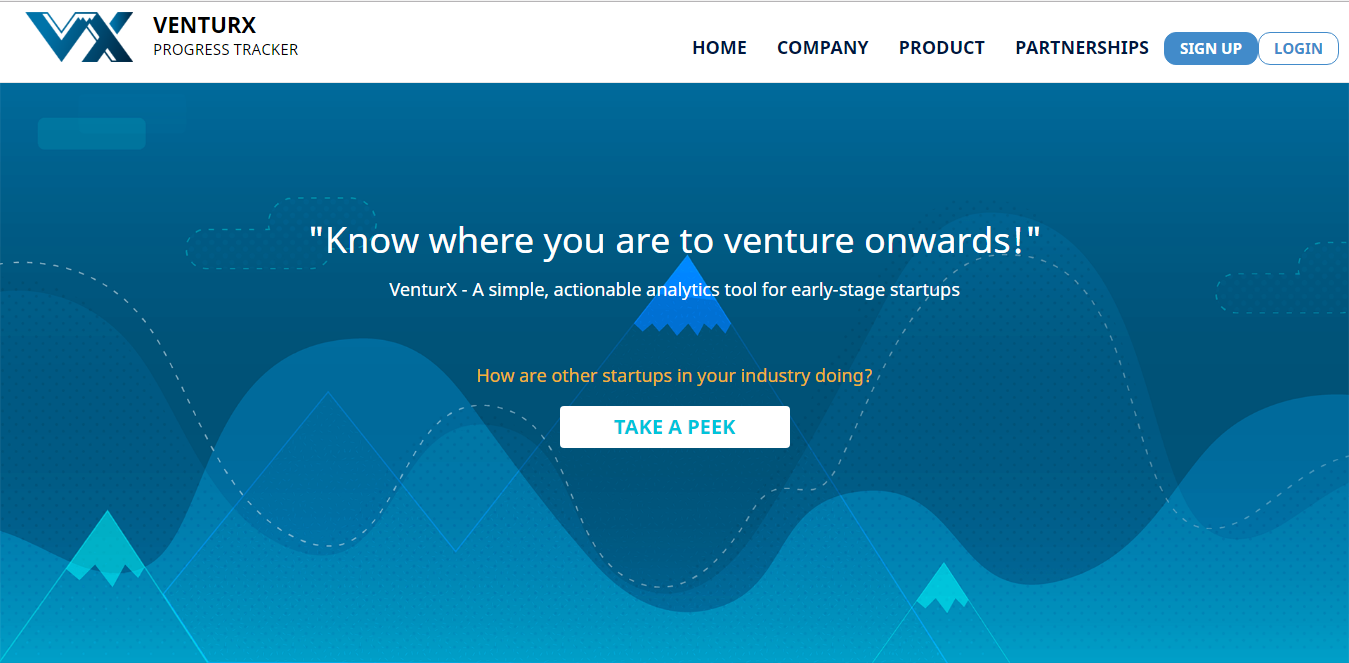 VX
VENTURX
PROGRESS TRACKER
HOME COMPANY PRODUCT PARTNERSHIPS SIGN UP LOGIN
"Know where you are to venture onwards!"
VenturX - A simple, actionable analytics tool for early-stage startups
How are other startups in your industry doing?
TAKE A PEEK